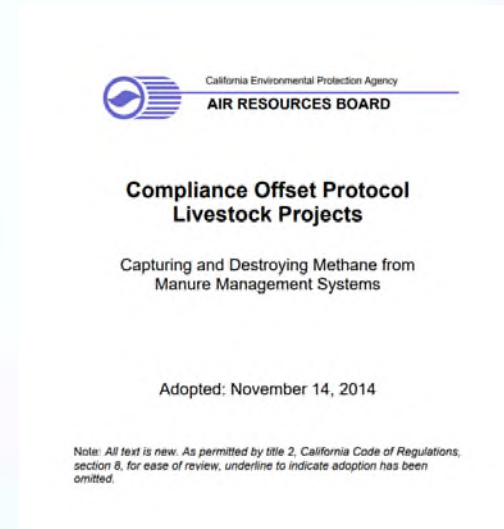 California Environmental Protection Agency
AIR RESOURCES BOARD
Compliance Offset Protocol
Livestock Projects
Capturing and Destroying Methane from
Manure Management Systems
Adopted: November 14, 2014
Note: All text is new. As permitted by title 2, California Code of Regulations,
section 8, for ease of review, underline to indicate adoption has been
omitted.